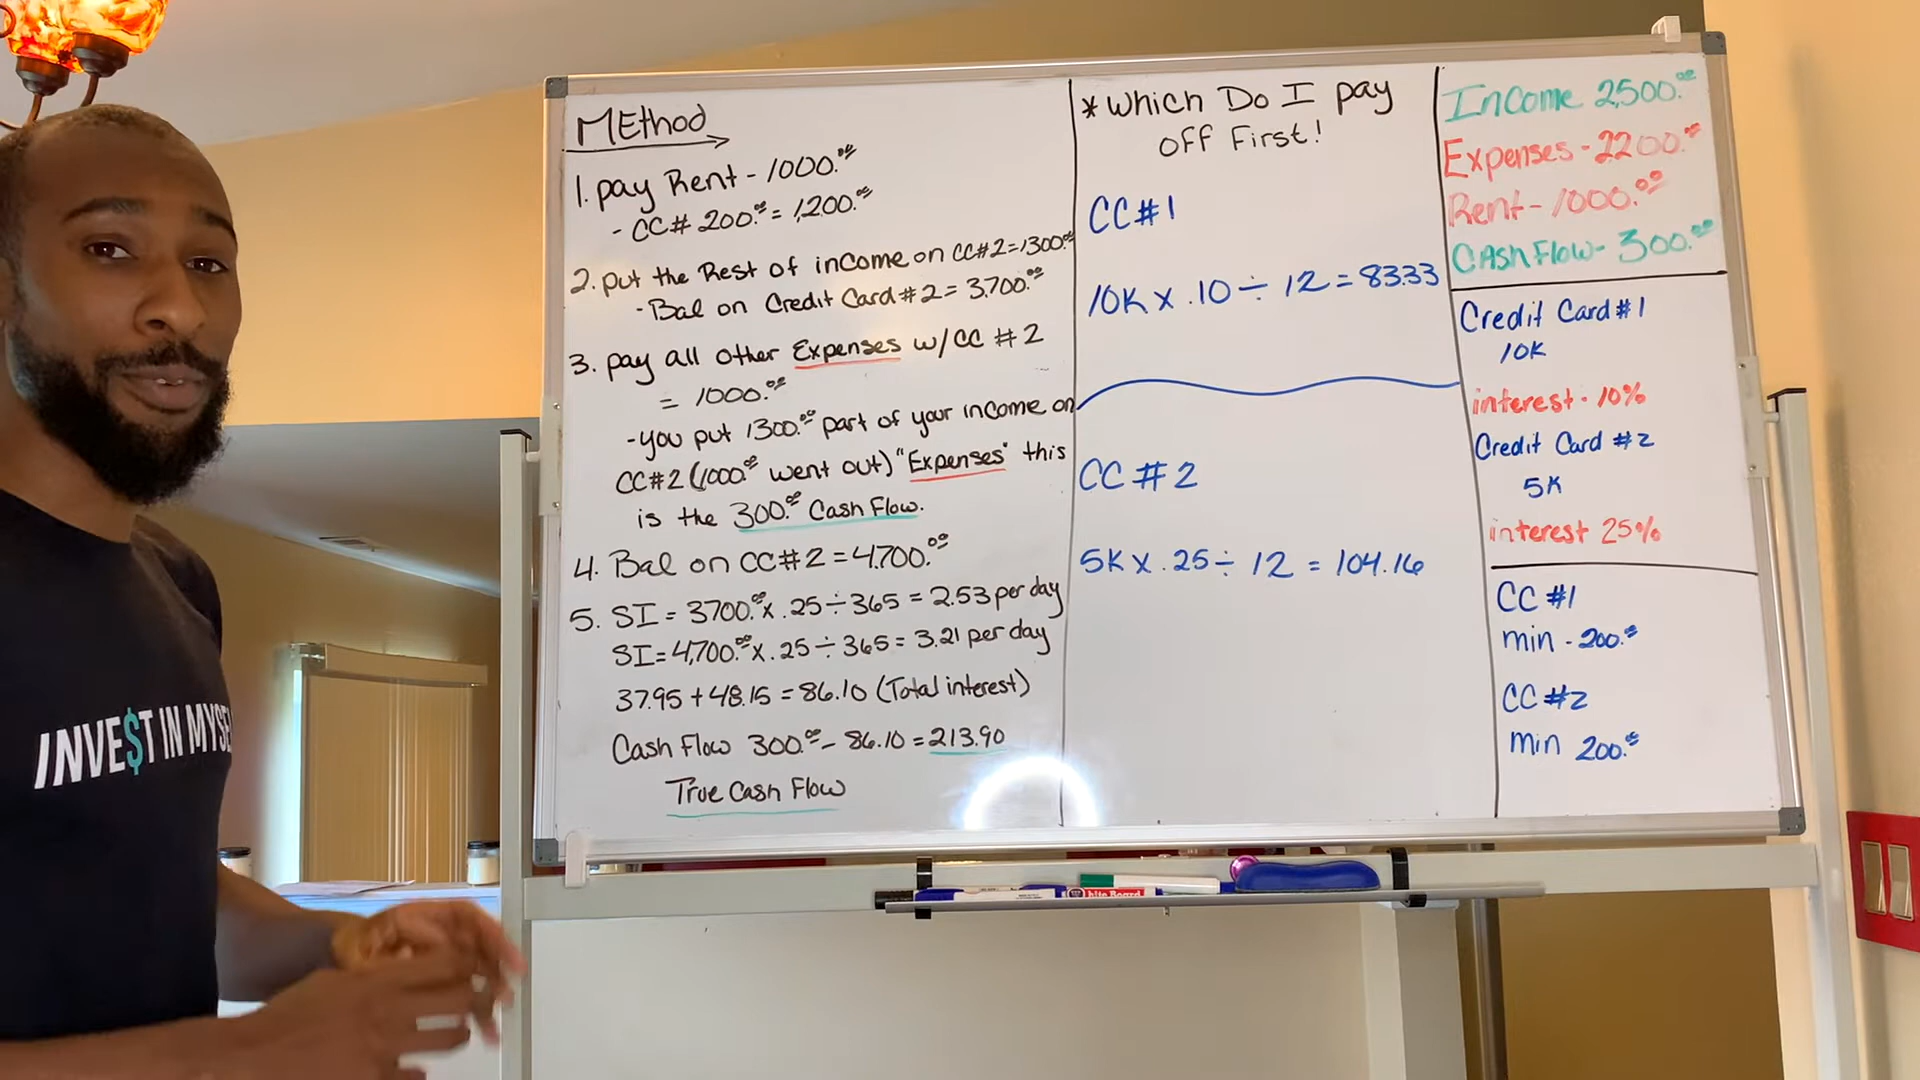 MEthod
1. pay Rent - 1000.00
- CC# 200.00 = 1,200.00
2. put the Rest of income on CC#2 = 1300.00
- Bal on Credit Card #2 = 3,700.00
3. pay all other Expenses w/ CC #2
= 1000.00
- you put 1300.00 part of your income on
CC#2 (1000.00 went out) "Expenses" this
is the 300.00 Cash Flow.
4. Bal on CC#2 = 4,700.00
5. SI = 3700.00 x .25 ÷ 365 = 2.53 per day
SI = 4,700.00 x .25 ÷ 365 = 3.21 per day
37.95 + 48.15 = 86.10 (Total interest)
Cash Flow 300.00 - 86.10 = 213.90
True Cash Flow
* Which Do I pay
off First!
CC#1
10K x .10 ÷ 12 = 83.33
CC #2
5K x .25 ÷ 12 = 104.16
InCome 2,500.00
Expenses - 2200.00
Rent - 1000.00
CAsh Flow - 300.00
Credit Card #1
10K
interest - 10%
Credit Card #2
5K
interest 25%
CC #1
min - 200.00
CC #2
min 200.00
INVE$T IN MYSE